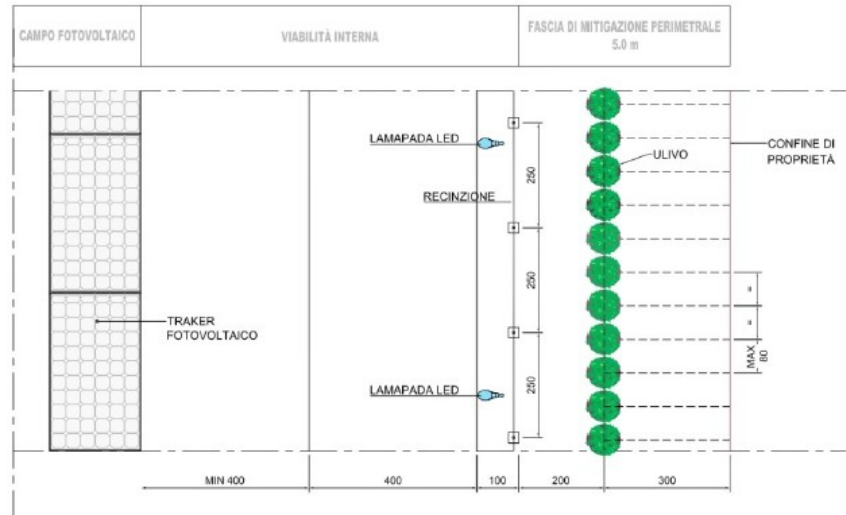 CAMPO FOTOVOLTAICO
VIABILITÀ INTERNA
FASCIA DI MITIGAZIONE PERIMETRALE
5.0 m
LAMAPADA LED
RECINZIONE
250
ULIVO
CONFINE DI
PROPRIETÀ
250
=
=
MAX
80
TRAKER
FOTOVOLTAICO
LAMAPADA LED
250
MIN 400
400
100
200
300